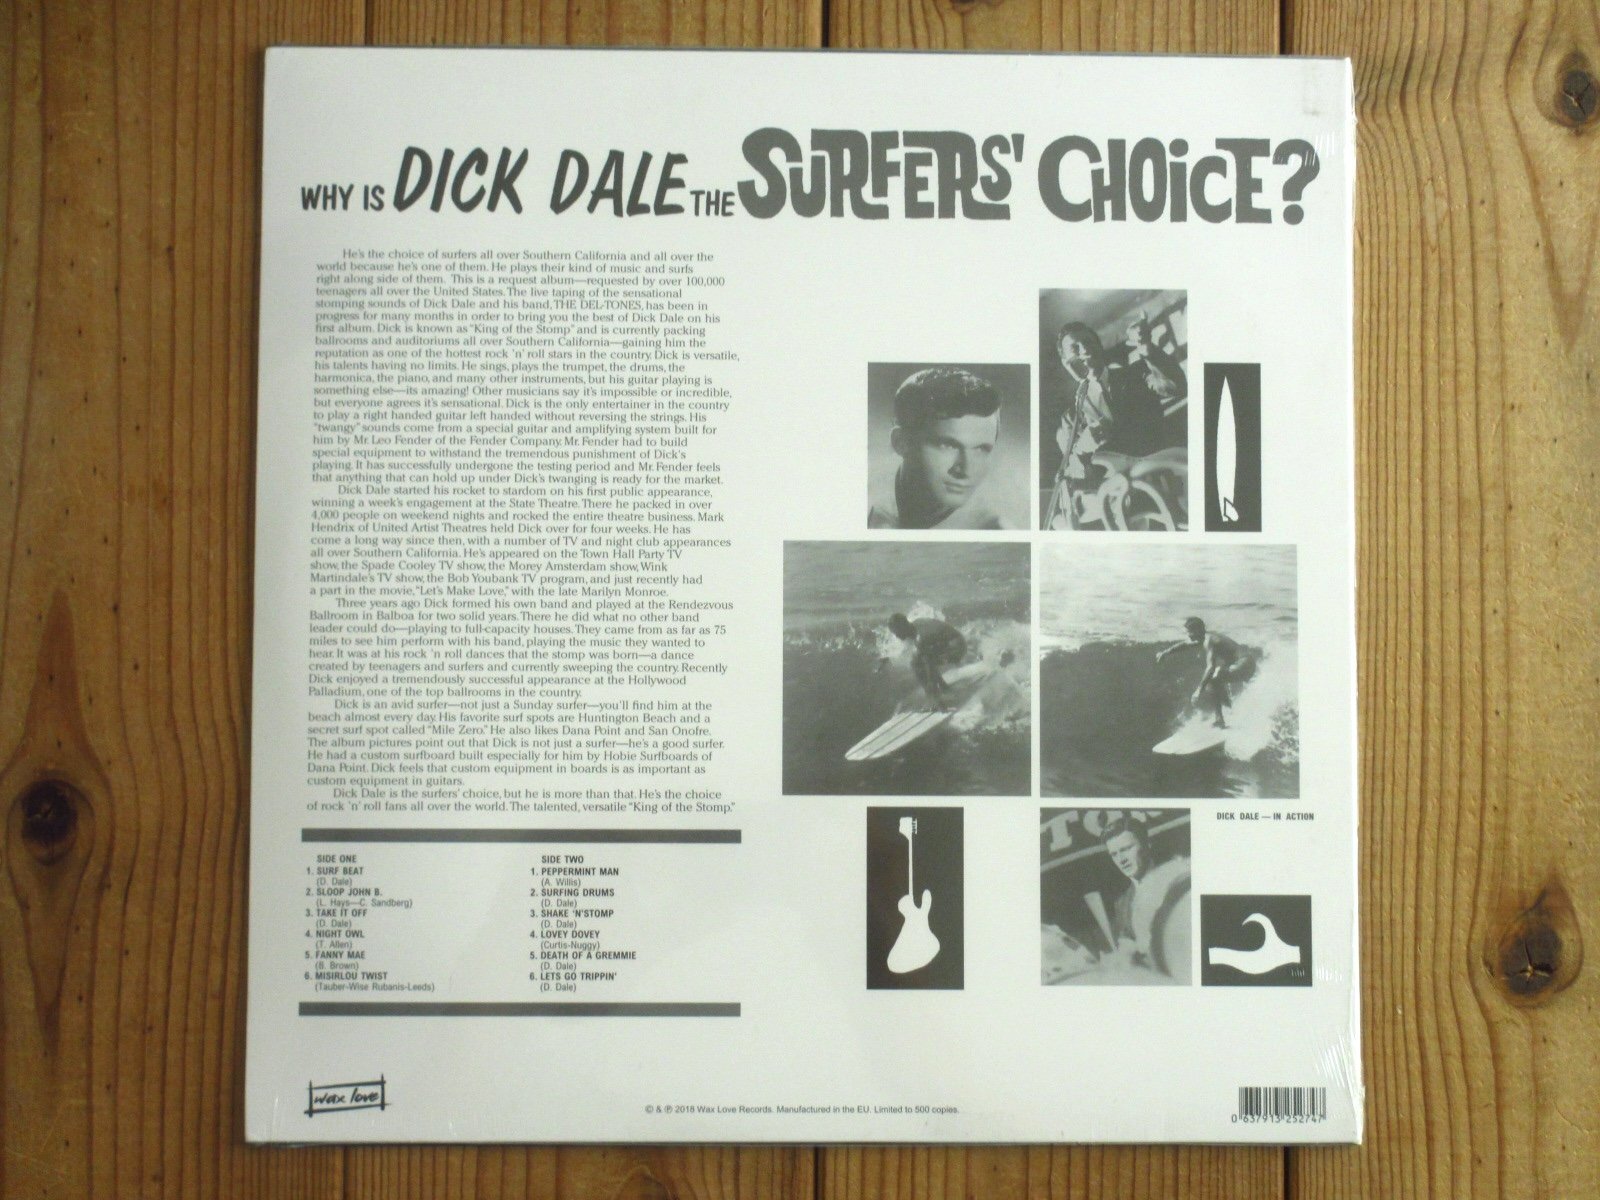 WHY IS DICK DALE THE SURFERS' CHOICE?
He's the choice of surfers all over Southern California and all over the
world because he's one of them. He plays their kind of music and surfs
right along side of them. This is a request album—requested by over 100,000
teenagers all over the United States. The live taping of the sensational
stomping sounds of Dick Dale and his band, THE DEL-TONES, has been in
progress for many months in order to bring you the best of Dick Dale on his
first album. Dick is known as "King of the Stomp" and is currently packing
ballrooms and auditoriums all over Southern California—gaining him the
reputation as one of the hottest rock 'n' roll stars in the country. Dick is versatile,
his talents having no limits. He sings, plays the trumpet, the drums, the
harmonica, the piano, and many other instruments, but his guitar playing is
something else—its amazing! Other musicians say it's impossible or incredible,
but everyone agrees it's sensational. Dick is the only entertainer in the country
to play a right handed guitar left handed without reversing the strings. His
"twangy" sounds come from a special guitar and amplifying system built for
him by Mr. Leo Fender of the Fender Company. Mr. Fender had to build
special equipment to withstand the tremendous punishment of Dick's
playing. It has successfully undergone the testing period and Mr. Fender feels
that anything that can hold up under Dick's twanging is ready for the market.
Dick Dale started his rocket to stardom on his first public appearance,
winning a week's engagement at the State Theatre. There he packed in over
4,000 people on weekend nights and rocked the entire theatre business. Mark
Hendrix of United Artist Theatres held Dick over for four weeks. He has
come a long way since then, with a number of TV and night club appearances
all over Southern California. He's appeared on the Town Hall Party TV
show, the Spade Cooley TV show, the Morey Amsterdam show, Wink
Martindale's TV show, the Bob Youbank TV program, and just recently had
a part in the movie, "Let's Make Love," with the late Marilyn Monroe.
Three years ago Dick formed his own band and played at the Rendezvous
Ballroom in Balboa for two solid years. There he did what no other band
leader could do—playing to full-capacity houses. They came from as far as 75
miles to see him perform with his band, playing the music they wanted to
hear. It was at his rock 'n roll dances that the stomp was born—a dance
created by teenagers and surfers and currently sweeping the country. Recently
Dick enjoyed a tremendously successful appearance at the Hollywood
Palladium, one of the top ballrooms in the country.
Dick is an avid surfer—not just a Sunday surfer—you'll find him at the
beach almost every day. His favorite surf spots are Huntington Beach and a
secret surf spot called "Mile Zero." He also likes Dana Point and San Onofre.
The album pictures point out that Dick is not just a surfer—he's a good surfer.
He had a custom surfboard built especially for him by Hobie Surfboards of
Dana Point. Dick feels that custom equipment in boards is as important as
custom equipment in guitars.
Dick Dale is the surfers' choice, but he is more than that. He's the choice
of rock 'n' roll fans all over the world. The talented, versatile "King of the Stomp."
DICK DALE — IN ACTION
SIDE ONE
1. SURF BEAT
(D. Dale)
2. SLOOP JOHN B.
(L. Hays—C. Sandberg)
3. TAKE IT OFF
(D. Dale)
4. NIGHT OWL
(T. Allen)
5. FANNY MAE
(B. Brown)
6. MISIRLOU TWIST
(Tauber-Wise Rubanis-Leeds)
SIDE TWO
1. PEPPERMINT MAN
(A. Willis)
2. SURFING DRUMS
(D. Dale)
3. SHAKE 'N'STOMP
(D. Dale)
4. LOVEY DOVEY
(Curtis-Nuggy)
5. DEATH OF A GREMMIE
(D. Dale)
6. LETS GO TRIPPIN'
(D. Dale)
wax love
© & ℗ 2018 Wax Love Records. Manufactured in the EU. Limited to 500 copies.
0 637913 252747